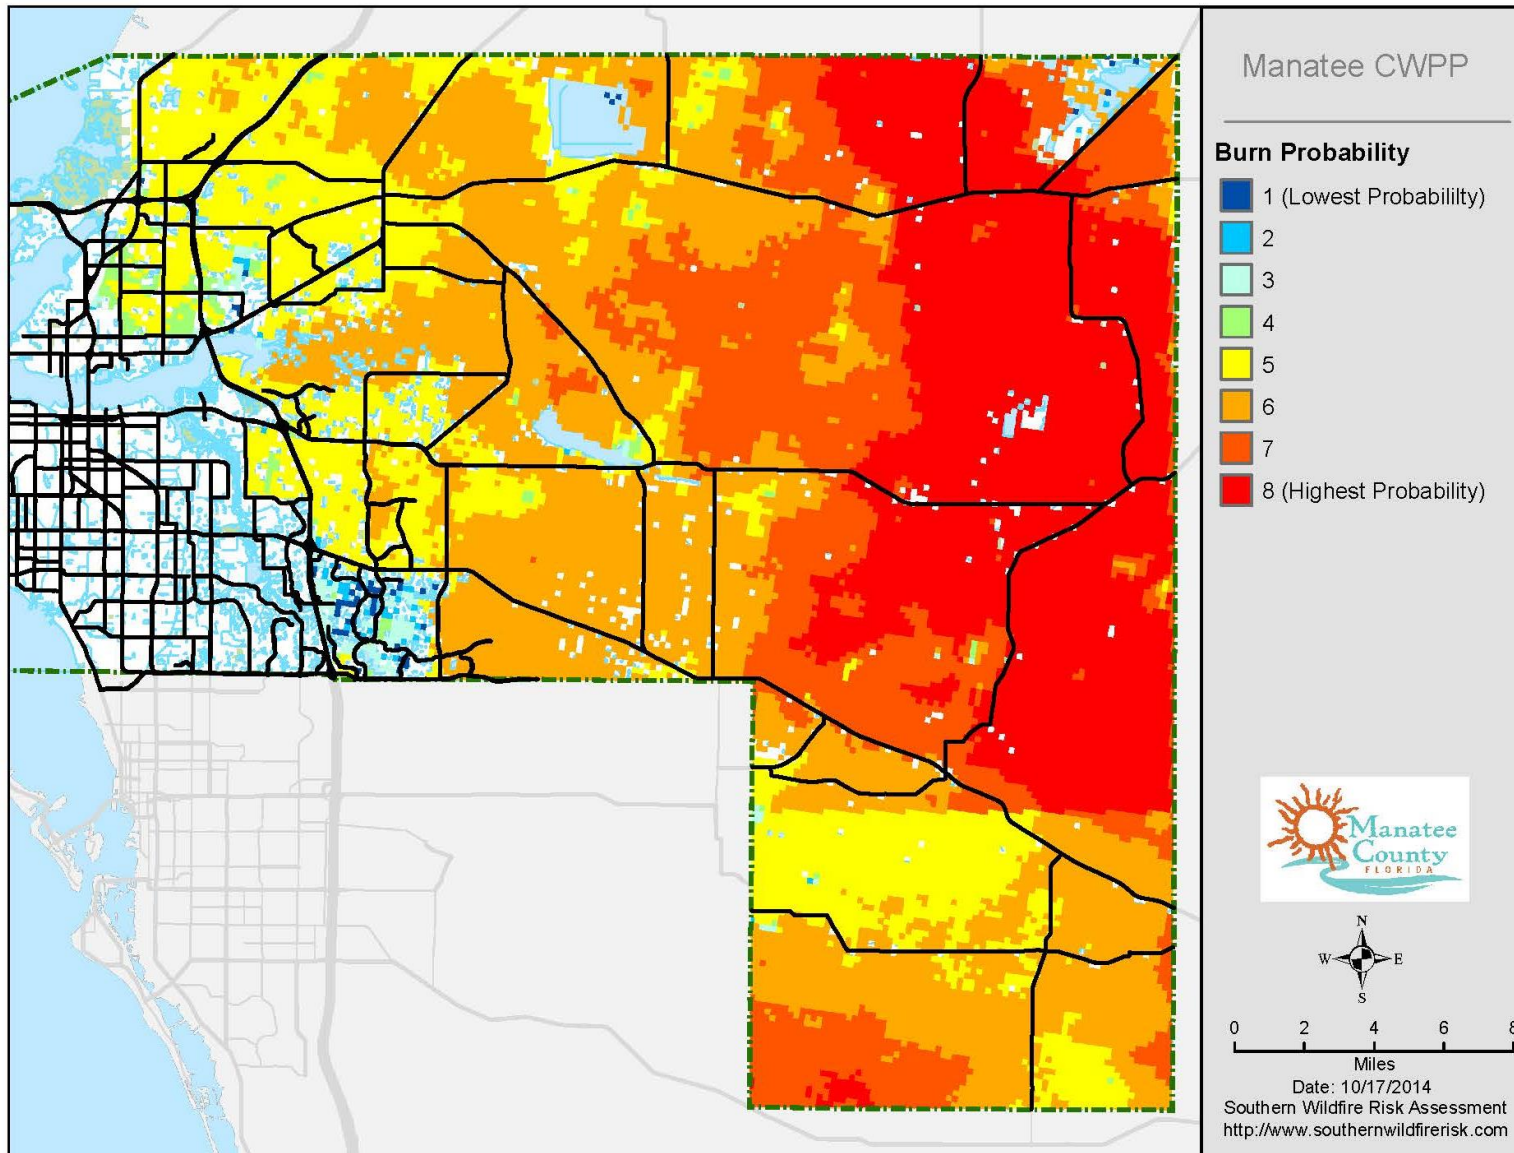 Manatee CWPP
Burn Probability
1 (Lowest Probabililty)
2
3
4
5
6
7
8 (Highest Probability)
Manatee
County
FLORIDA
N
W E
S
0 2 4 6 8
Miles
Date: 10/17/2014
Southern Wildfire Risk Assessment
http://www.southernwildfirerisk.com